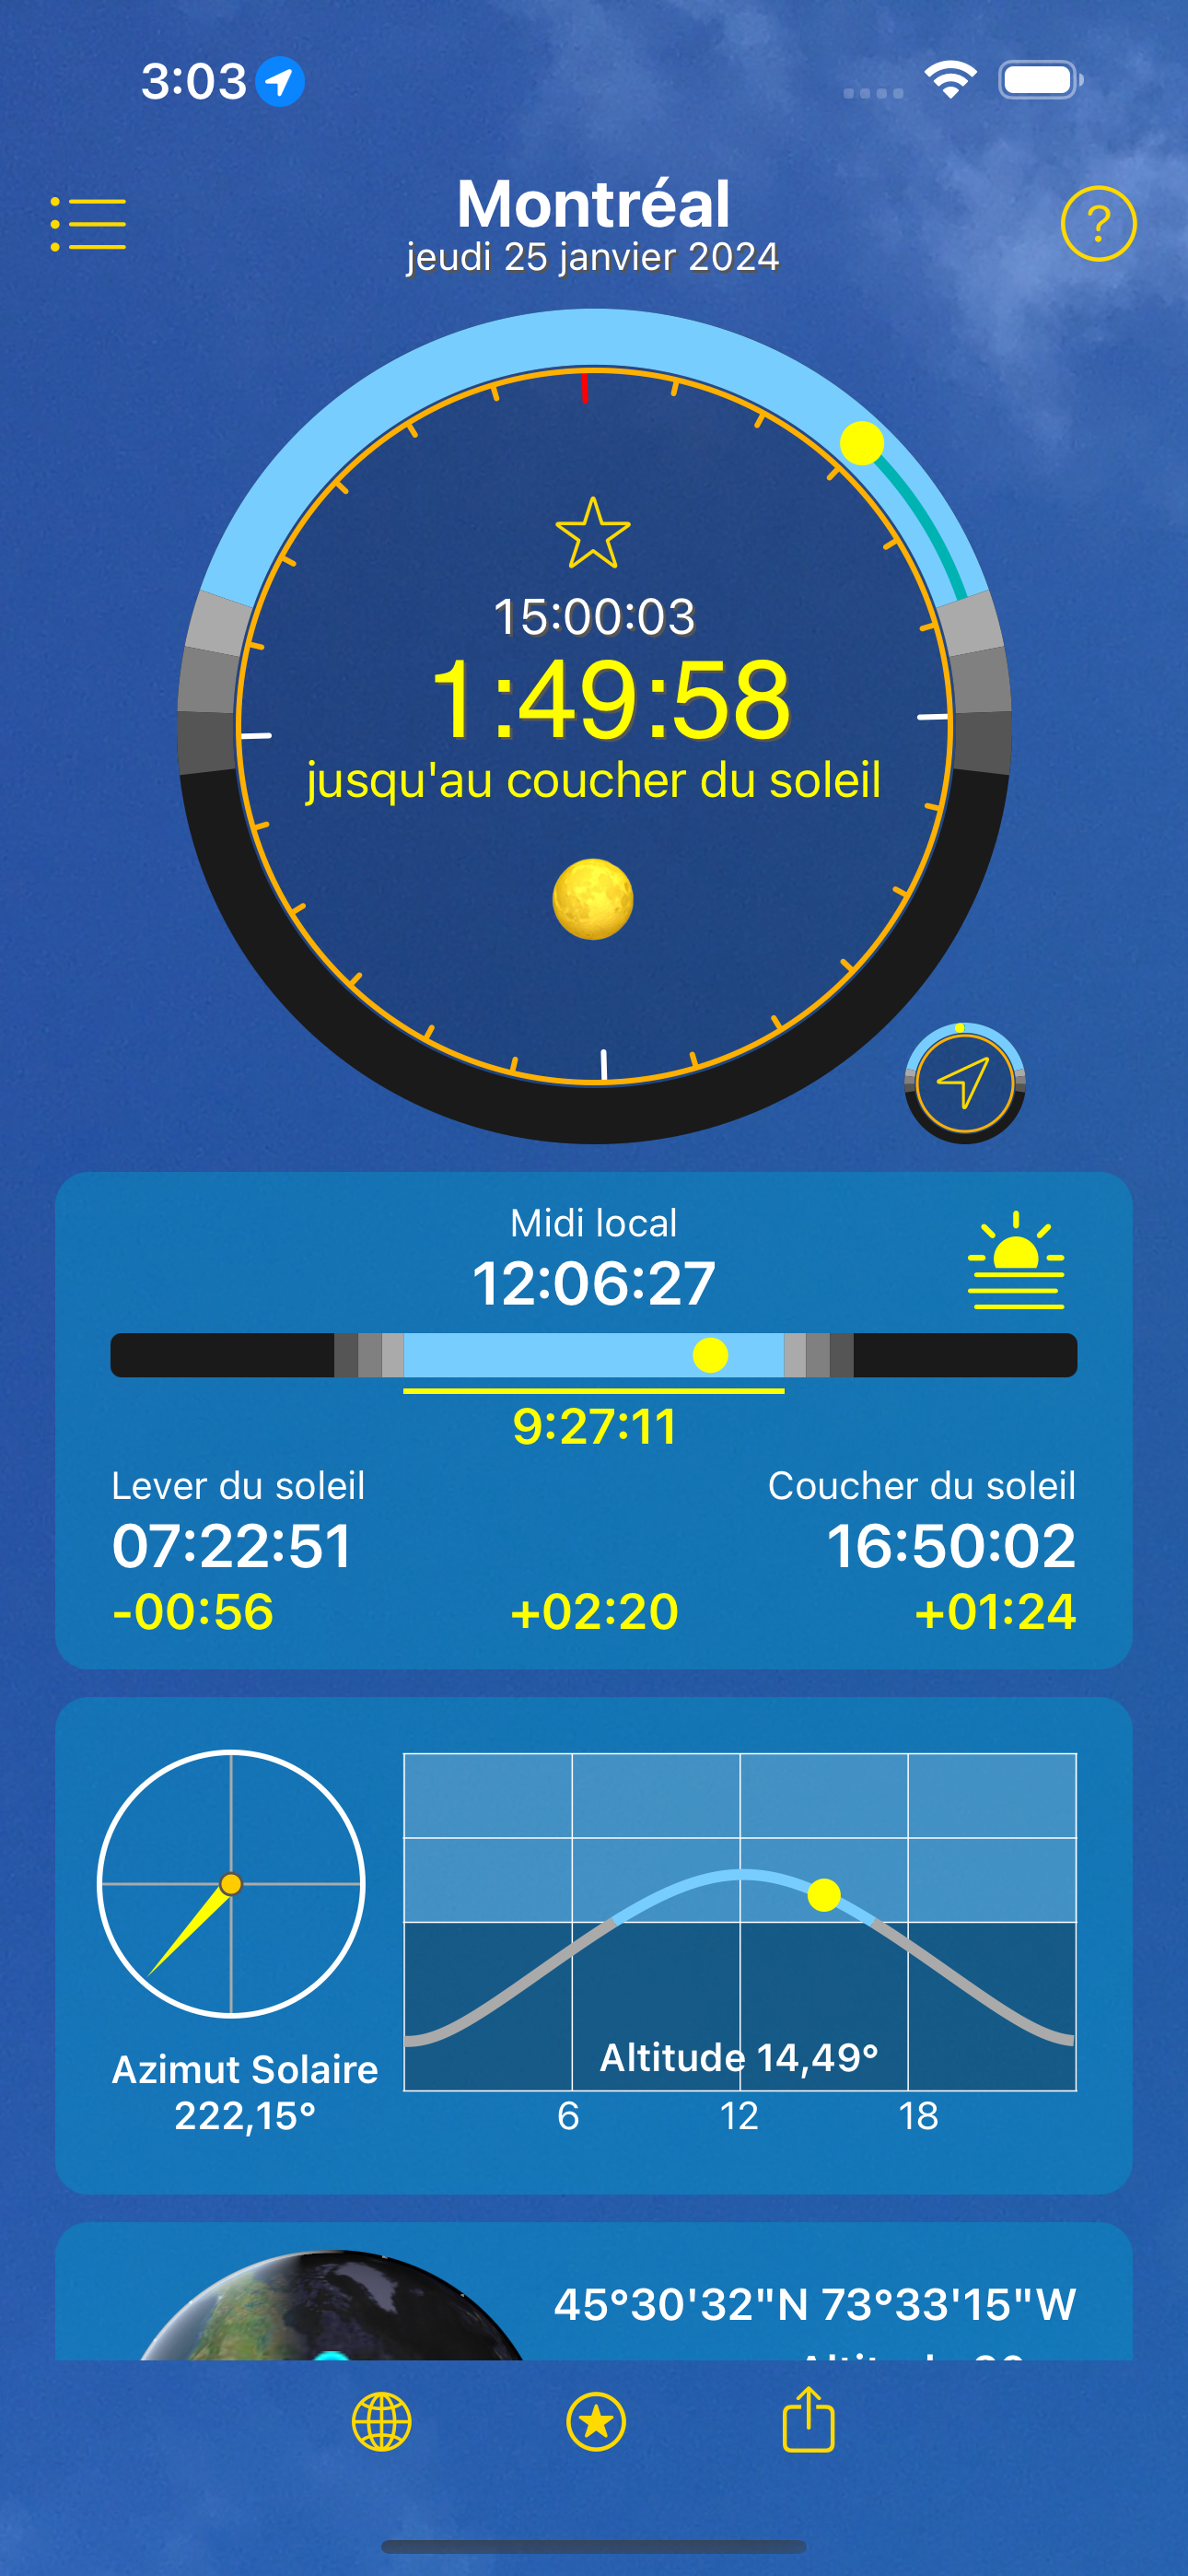 3:03
Montréal
jeudi 25 janvier 2024
?
15:00:03
1:49:58
jusqu'au coucher du soleil
Midi local
12:06:27
9:27:11
Lever du soleil Coucher du soleil
07:22:51 16:50:02
-00:56 +02:20 +01:24
Altitude 14,49°
Azimut Solaire
222,15°
6 12 18
45°30'32"N 73°33'15"W